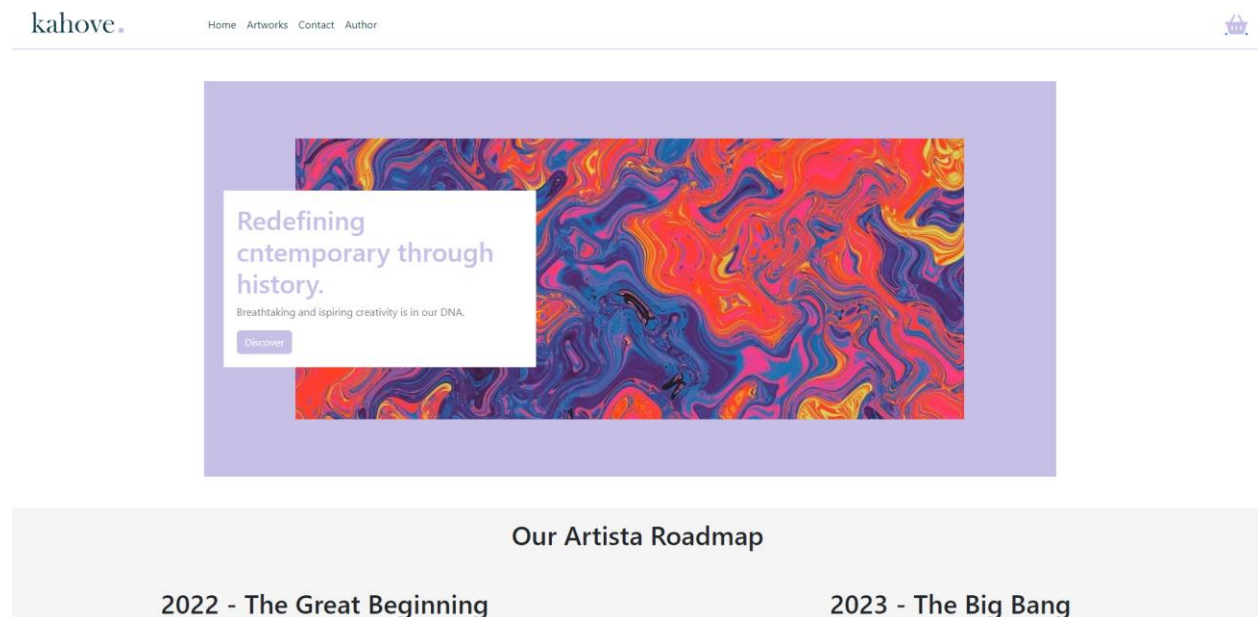 kahove.
Home Artworks Contact Author
Redefining
cntemporary through
history.
Breathtaking and ispiring creativity is in our DNA.
Discover
Our Artista Roadmap
2022 - The Great Beginning
2023 - The Big Bang